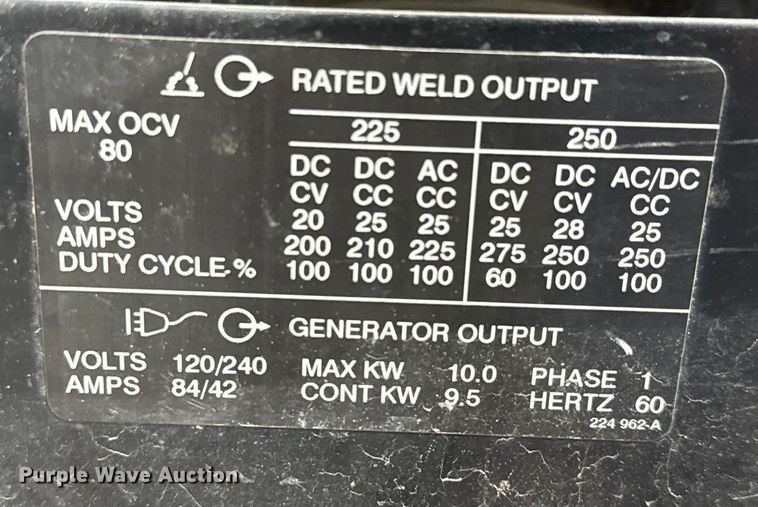 RATED WELD OUTPUT
MAX OCV 225 250
80
DC DC AC DC DC AC/DC
CV CC CC CV CV CC
VOLTS 20 25 25 25 28 25
AMPS 200 210 225 275 250 250
DUTY CYCLE % 100 100 100 60 100 100
GENERATOR OUTPUT
VOLTS 120/240 MAX KW 10.0 PHASE 1
AMPS 84/42 CONT KW 9.5 HERTZ 60
224 962-A
Purple Wave Auction